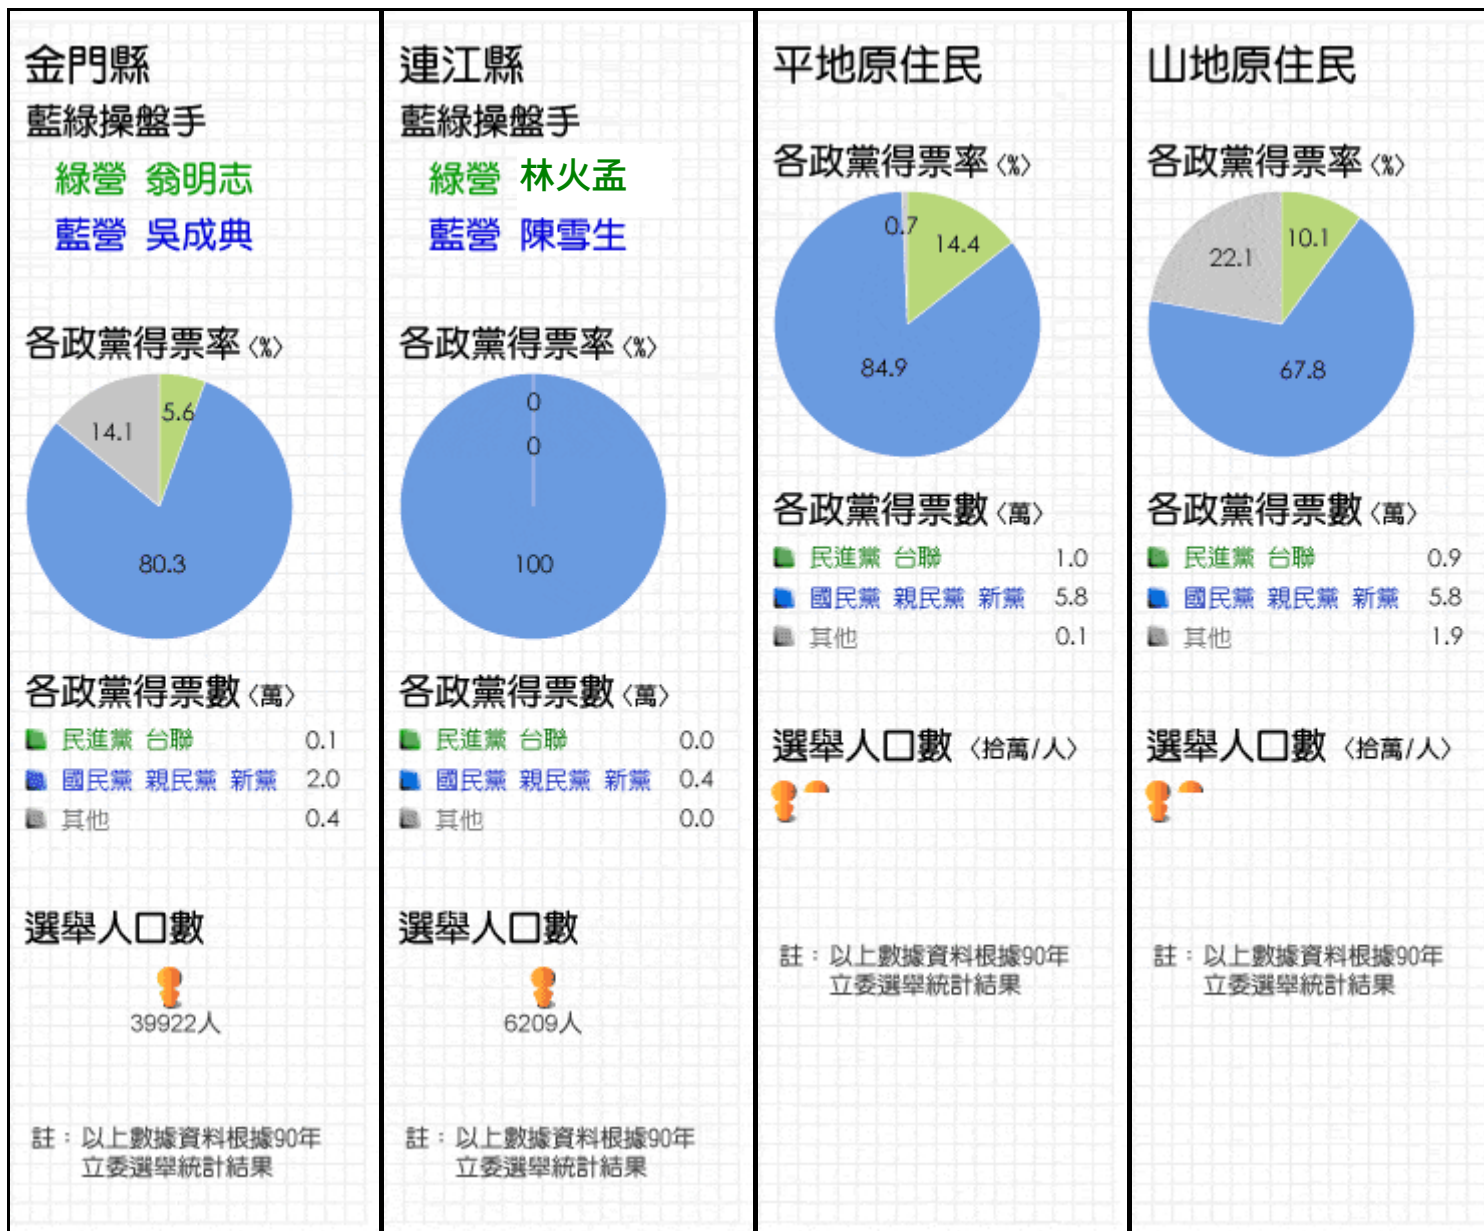 金門縣
藍綠操盤手
綠營 翁明志
藍營 吳成典
各政黨得票率〈%〉
5.6
14.1
80.3
各政黨得票數〈萬〉
民進黨 台聯 0.1
國民黨 親民黨 新黨 2.0
其他 0.4
選舉人口數
39922人
註：以上數據資料根據90年
立委選舉統計結果
連江縣
藍綠操盤手
綠營 林火孟
藍營 陳雪生
各政黨得票率〈%〉
0
0
100
各政黨得票數〈萬〉
民進黨 台聯 0.0
國民黨 親民黨 新黨 0.4
其他 0.0
選舉人口數
6209人
註：以上數據資料根據90年
立委選舉統計結果
平地原住民
各政黨得票率〈%〉
0.7
14.4
84.9
各政黨得票數〈萬〉
民進黨 台聯 1.0
國民黨 親民黨 新黨 5.8
其他 0.1
選舉人口數〈拾萬/人〉
註：以上數據資料根據90年
立委選舉統計結果
山地原住民
各政黨得票率〈%〉
10.1
22.1
67.8
各政黨得票數〈萬〉
民進黨 台聯 0.9
國民黨 親民黨 新黨 5.8
其他 1.9
選舉人口數〈拾萬/人〉
註：以上數據資料根據90年
立委選舉統計結果